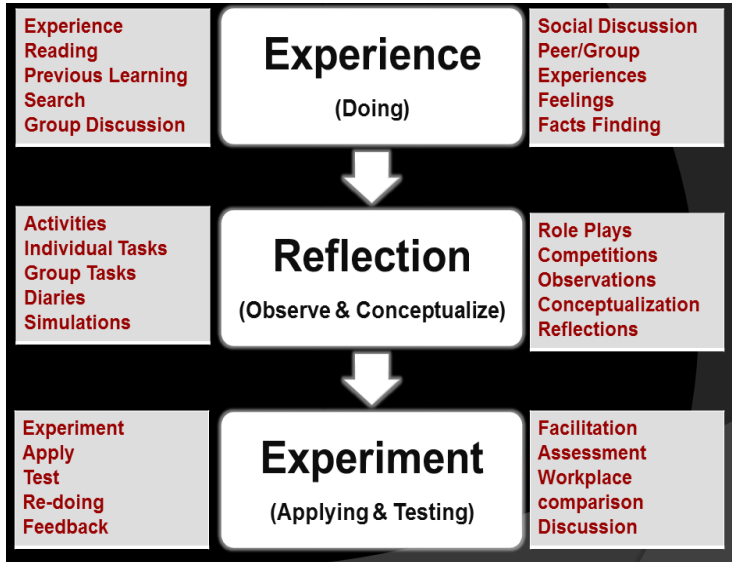 Experience
Reading
Previous Learning
Search
Group Discussion
Experience
(Doing)
Social Discussion
Peer/Group
Experiences
Feelings
Facts Finding
Activities
Individual Tasks
Group Tasks
Diaries
Simulations
Reflection
(Observe & Conceptualize)
Role Plays
Competitions
Observations
Conceptualization
Reflections
Experiment
Apply
Test
Re-doing
Feedback
Experiment
(Applying & Testing)
Facilitation
Assessment
Workplace
comparison
Discussion